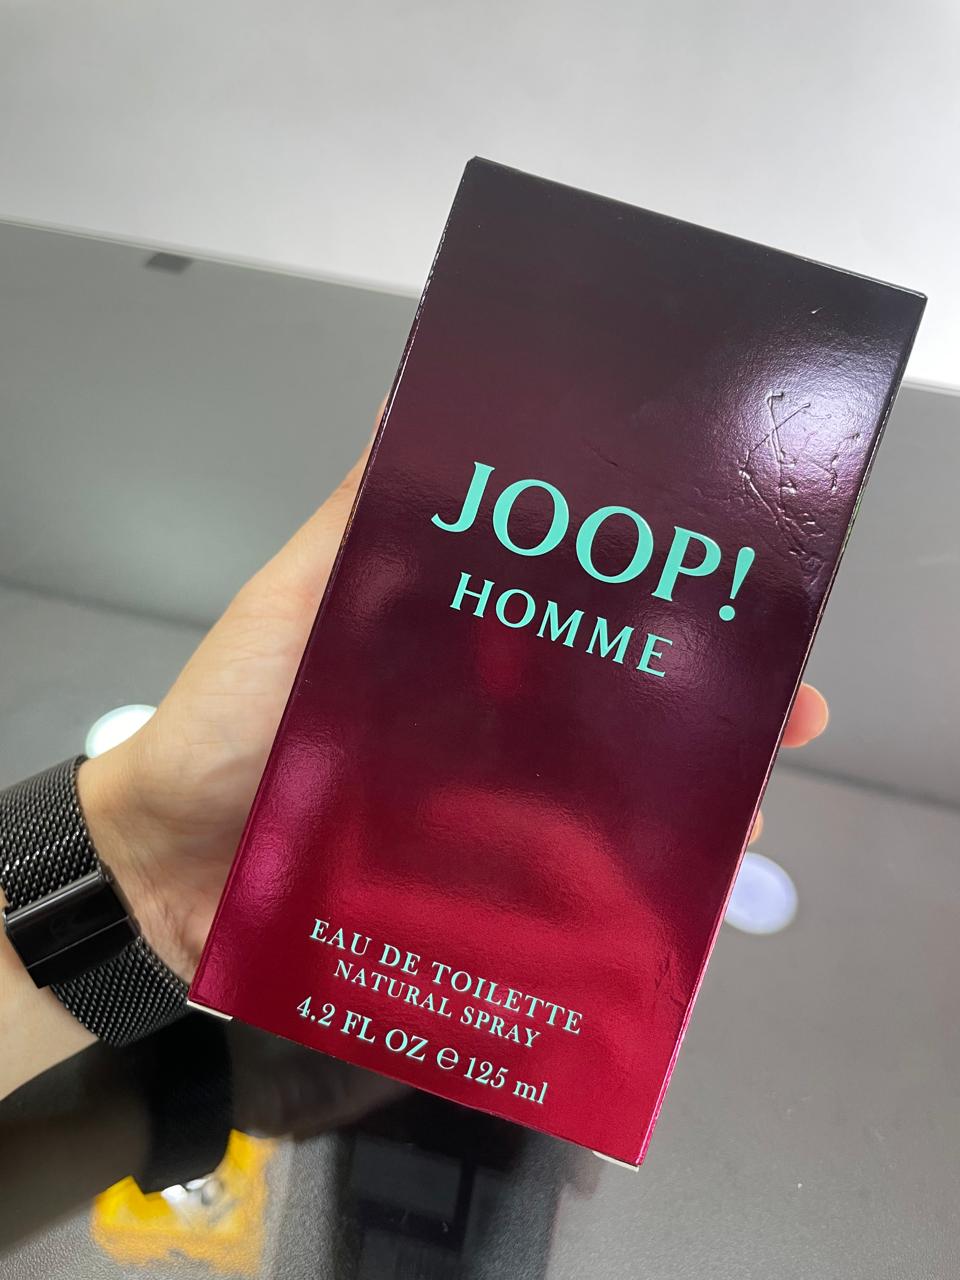 JOOP!
HOMME
EAU DE TOILETTE
NATURAL SPRAY
4.2 FL OZ ℮ 125 ml